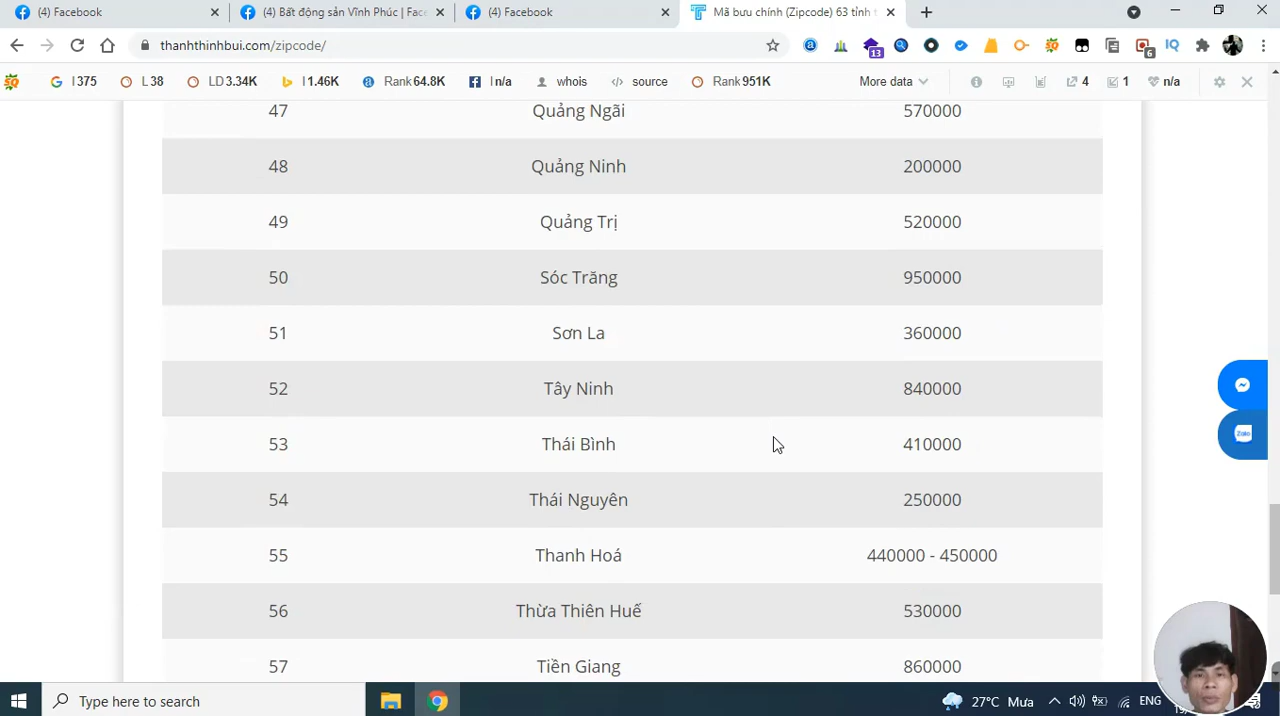 (4) Facebook
(4) Bất động sản Vĩnh Phúc | Face
(4) Facebook
Mã bưu chính (Zipcode) 63 tỉnh t
thanhthinhbui.com/zipcode/
13
6
IQ
I 375
L 38
LD 3.34K
I 1.46K
Rank 64.8K
I n/a
whois
source
Rank 951K
More data
4
1
n/a
47 Quảng Ngãi 570000
48 Quảng Ninh 200000
49 Quảng Trị 520000
50 Sóc Trăng 950000
51 Sơn La 360000
52 Tây Ninh 840000
53 Thái Bình 410000
54 Thái Nguyên 250000
55 Thanh Hoá 440000 - 450000
56 Thừa Thiên Huế 530000
57 Tiền Giang 860000
Zalo
Type here to search
27°C Mưa
ENG